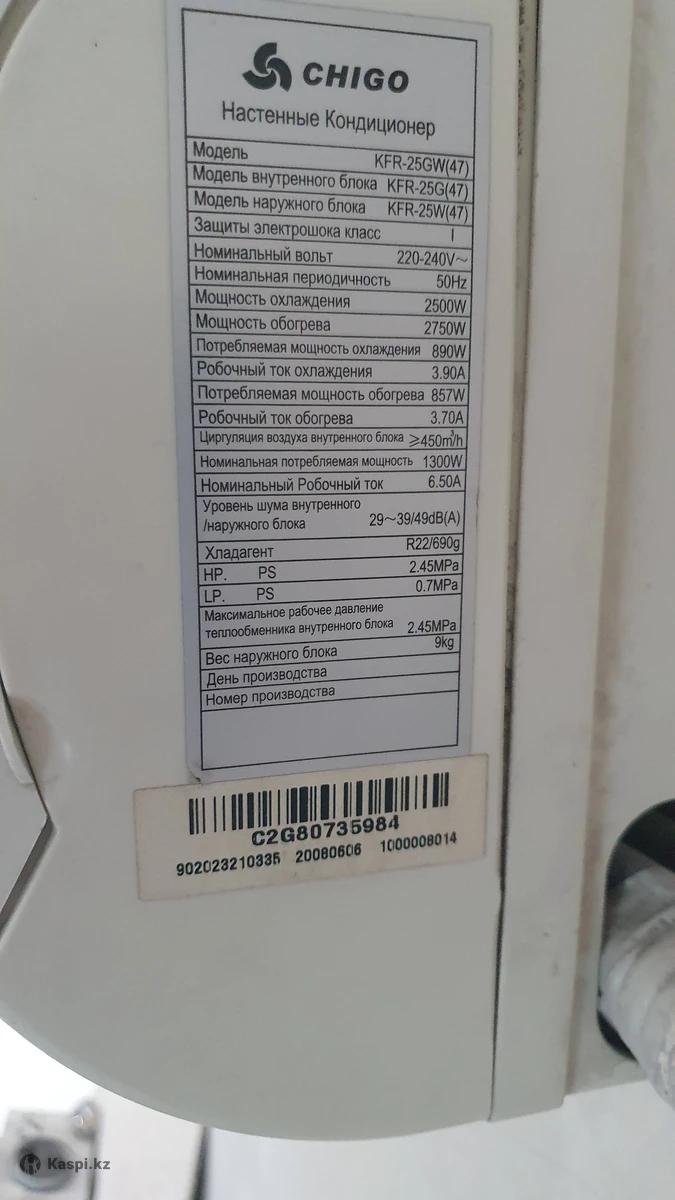 CHIGO
Настенные Кондиционер
Модель KFR-25GW(47)
Модель внутренного блока KFR-25G(47)
Модель наружного блока KFR-25W(47)
Защиты электрошока класс I
Номинальный вольт 220-240V~
Номинальная периодичность 50Hz
Мощность охлаждения 2500W
Мощность обогрева 2750W
Потребляемая мощность охлаждения 890W
Робочный ток охлаждения 3.90A
Потребляемая мощность обогрева 857W
Робочный ток обогрева 3.70A
Циргуляция воздуха внутренного блока ≥450m³/h
Номинальная потребляемая мощность 1300W
Номинальный Робочный ток 6.50A
Уровень шума внутренного
/наружного блока 29~39/49dB(A)
Хладагент R22/690g
HP. PS 2.45MPa
LP. PS 0.7MPa
Максимальное рабочее давление
теплообменника внутренного блока 2.45MPa
Вес наружного блока 9kg
День производства
Номер производства
C2G80735984
902023210335 20080606 1000008014
Kaspi.kz